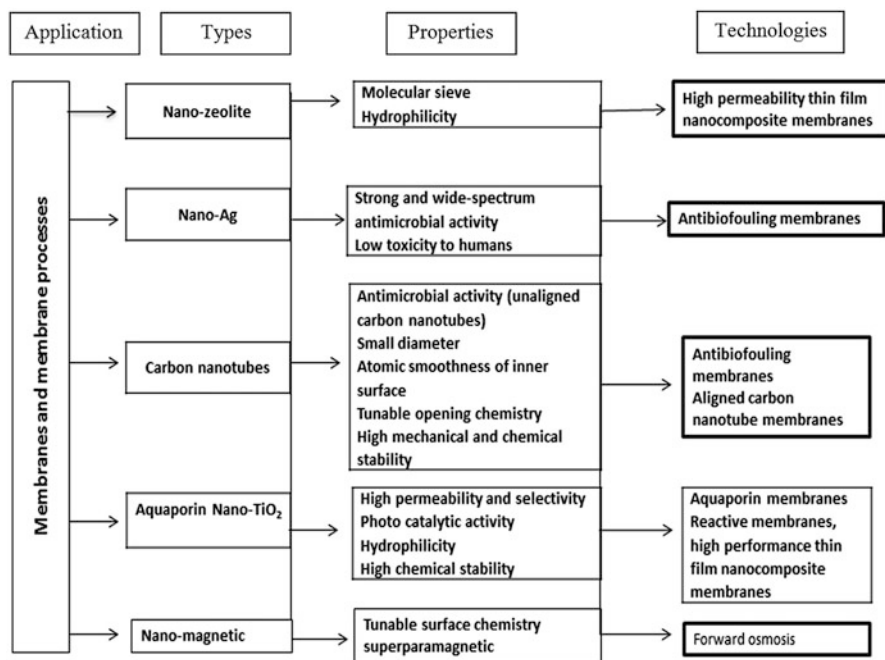 Application
Types
Properties
Technologies
Membranes and membrane processes
Nano-zeolite
Molecular sieve
Hydrophilicity
High permeability thin film
nanocomposite membranes
Nano-Ag
Strong and wide-spectrum
antimicrobial activity
Low toxicity to humans
Antibiofouling membranes
Carbon nanotubes
Antimicrobial activity (unaligned
carbon nanotubes)
Small diameter
Atomic smoothness of inner
surface
Tunable opening chemistry
High mechanical and chemical
stability
Antibiofouling
membranes
Aligned carbon
nanotube membranes
Aquaporin Nano-TiO₂
High permeability and selectivity
Photo catalytic activity
Hydrophilicity
High chemical stability
Aquaporin membranes
Reactive membranes,
high performance thin
film nanocomposite
membranes
Nano-magnetic
Tunable surface chemistry
superparamagnetic
Forward osmosis